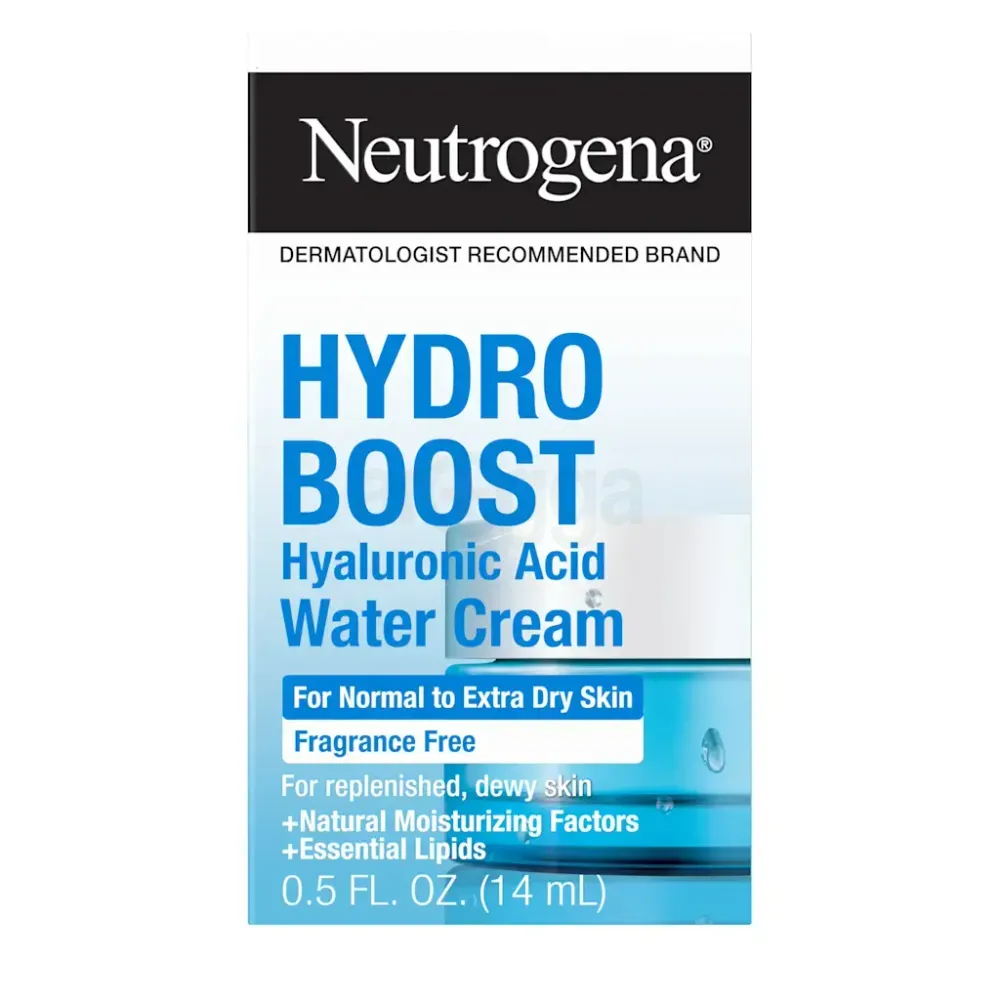 Neutrogena®
DERMATOLOGIST RECOMMENDED BRAND
HYDRO
BOOST
Hyaluronic Acid
Water Cream
For Normal to Extra Dry Skin
Fragrance Free
For replenished, dewy skin
+Natural Moisturizing Factors
+Essential Lipids
0.5 FL. OZ. (14 mL)